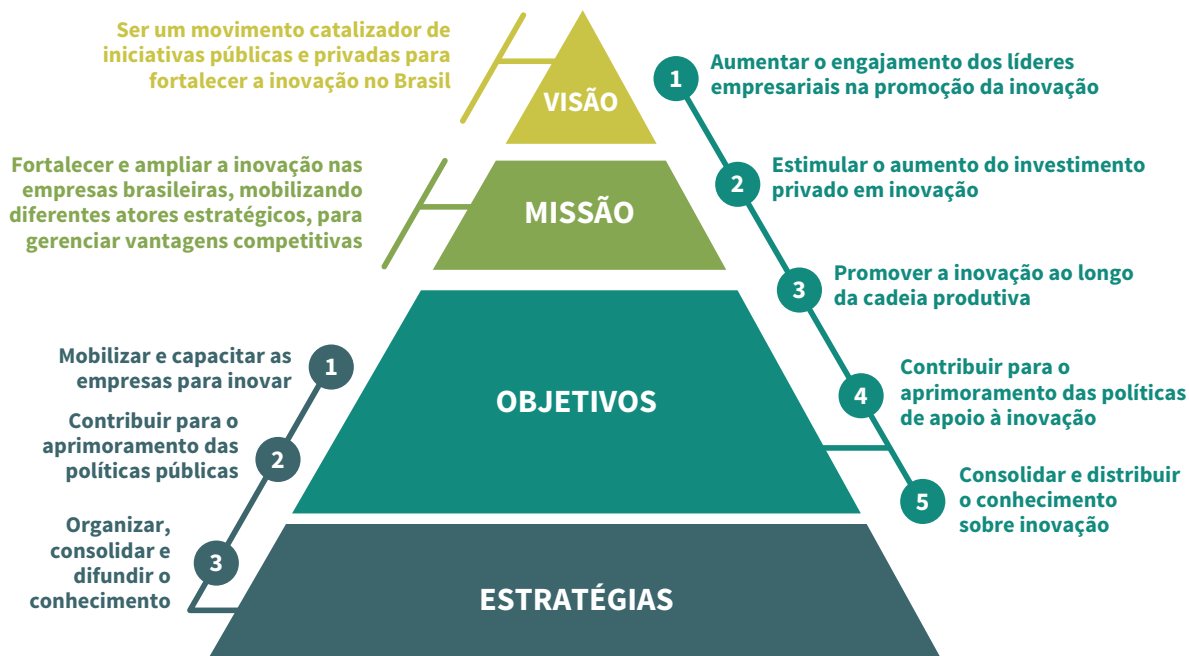 Ser um movimento catalizador de
iniciativas públicas e privadas para
fortalecer a inovação no Brasil
VISÃO
Fortalecer e ampliar a inovação nas
empresas brasileiras, mobilizando
diferentes atores estratégicos, para
gerenciar vantagens competitivas
MISSÃO
1
Aumentar o engajamento dos líderes
empresariais na promoção da inovação
2
Estimular o aumento do investimento
privado em inovação
3
Promover a inovação ao longo
da cadeia produtiva
4
Contribuir para o
aprimoramento das políticas
de apoio à inovação
5
Consolidar e distribuir
o conhecimento
sobre inovação
OBJETIVOS
Mobilizar e capacitar as
empresas para inovar
1
Contribuir para o
aprimoramento das
políticas públicas
2
Organizar,
consolidar e
difundir o
conhecimento
3
ESTRATÉGIAS